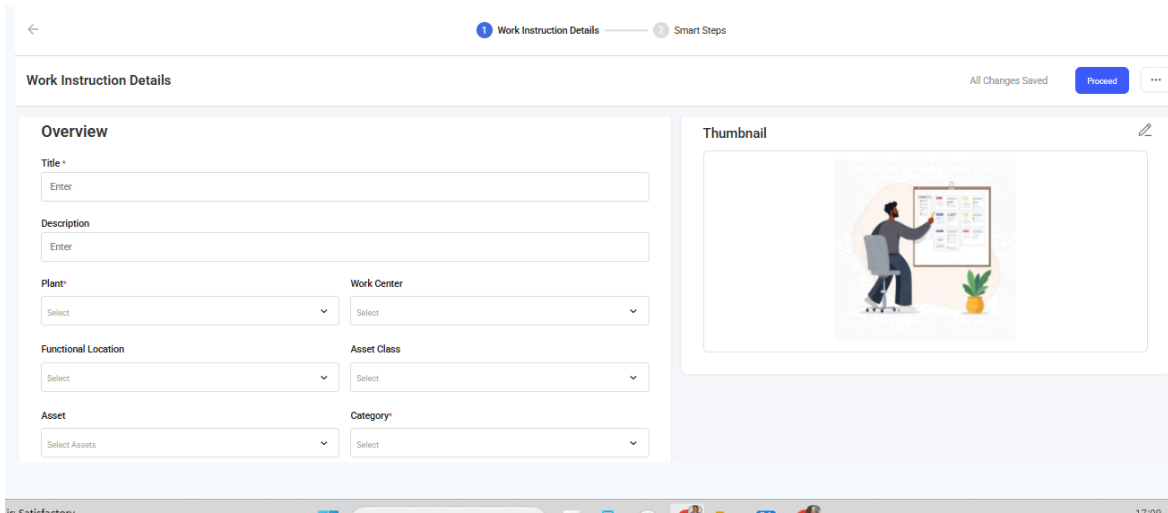 1 Work Instruction Details 2 Smart Steps
Work Instruction Details All Changes Saved Proceed ...
Overview
Thumbnail
Title *
Enter
Description
Enter
Plant* Work Center
Select Select
Functional Location Asset Class
Select Select
Asset Category*
Select Assets Select
Satisfactory